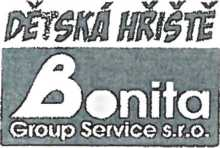 DĚTSKÁ HŘIŠTĚ
Bonita
Group Service s.r.o.